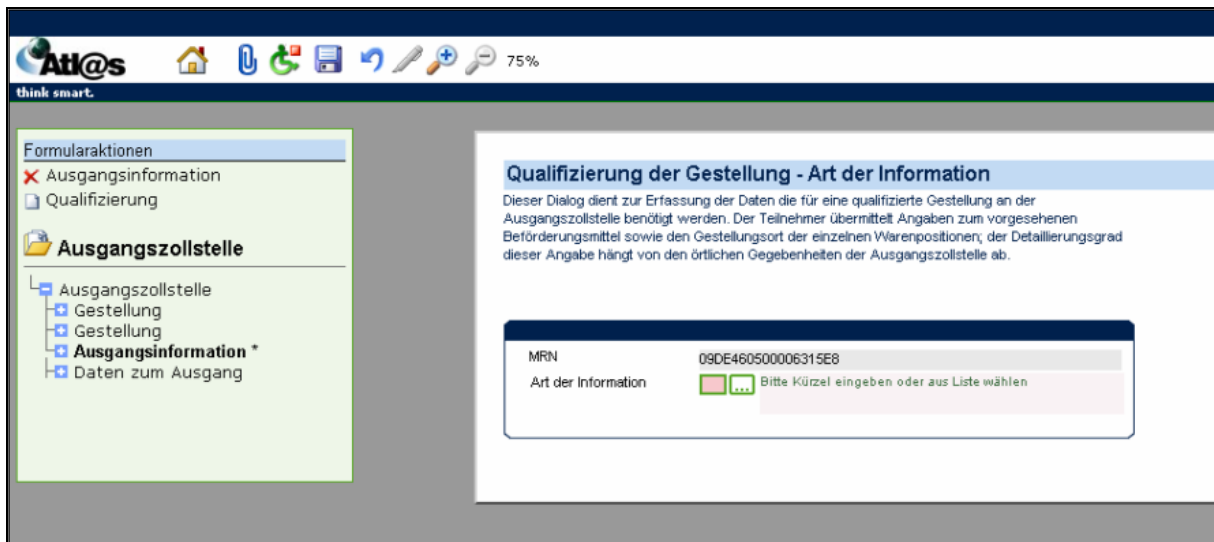 Atl@s
75%
think smart.
Formularaktionen
Ausgangsinformation
Qualifizierung
Ausgangszollstelle
Ausgangszollstelle
Gestellung
Gestellung
Ausgangsinformation *
Daten zum Ausgang
Qualifizierung der Gestellung - Art der Information
Dieser Dialog dient zur Erfassung der Daten die für eine qualifizierte Gestellung an der
Ausgangszollstelle benötigt werden. Der Teilnehmer übermittelt Angaben zum vorgesehenen
Beförderungsmittel sowie den Gestellungsort der einzelnen Warenpositionen; der Detaillierungsgrad
dieser Angabe hängt von den örtlichen Gegebenheiten der Ausgangszollstelle ab.
MRN 09DE460500006315E8
Art der Information ... Bitte Kürzel eingeben oder aus Liste wählen